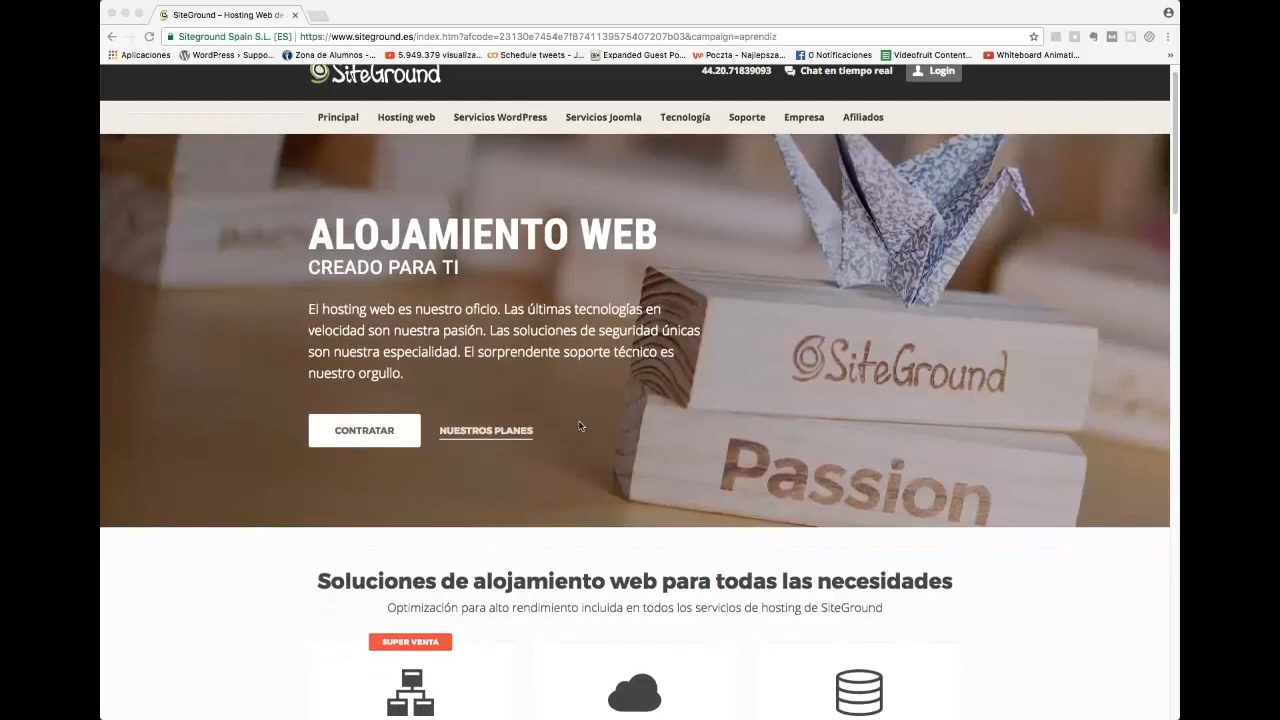 SiteGround – Hosting Web de
Siteground Spain S.L. [ES] https://www.siteground.es/index.htm?afcode=23130e7454e7f8741139575407207b03&campaign=aprendiz
Aplicaciones WordPress › Suppo... Zona de Alumnos -... 5.949.379 visualiza... Schedule tweets — J... Expanded Guest Po... Poczta - Najlepsza... 0 Notificaciones Videofruit Content... Whiteboard Animati... »
SiteGround 44.20.71839093 Chat en tiempo real Login
Principal Hosting web Servicios WordPress Servicios Joomla Tecnología Soporte Empresa Afiliados
ALOJAMIENTO WEB
CREADO PARA TI
El hosting web es nuestro oficio. Las últimas tecnologías en
velocidad son nuestra pasión. Las soluciones de seguridad únicas
son nuestra especialidad. El sorprendente soporte técnico es
nuestro orgullo.
CONTRATAR NUESTROS PLANES
SiteGround
Passion
Soluciones de alojamiento web para todas las necesidades
Optimización para alto rendimiento incluida en todos los servicios de hosting de SiteGround
SUPER VENTA